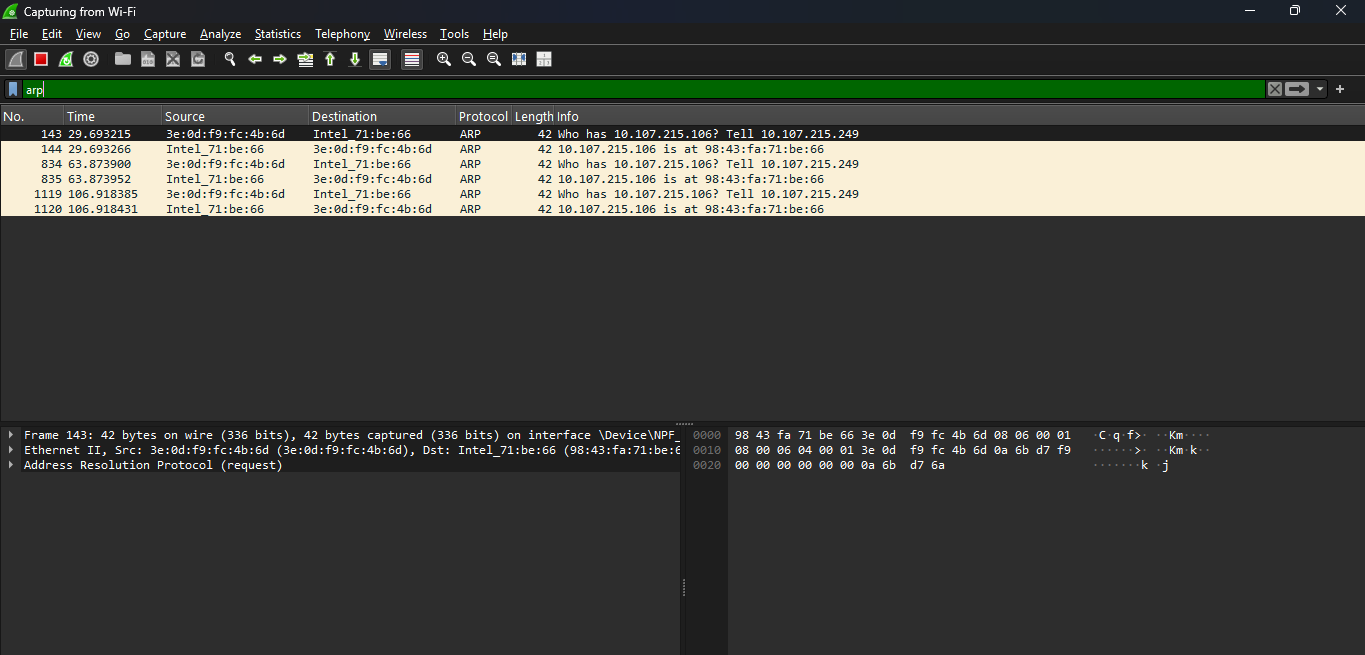 Capturing from Wi-Fi
File Edit View Go Capture Analyze Statistics Telephony Wireless Tools Help
arp
No. Time Source Destination Protocol Length Info
143 29.693215 3e:0d:f9:fc:4b:6d Intel_71:be:66 ARP 42 Who has 10.107.215.106? Tell 10.107.215.249
144 29.693266 Intel_71:be:66 3e:0d:f9:fc:4b:6d ARP 42 10.107.215.106 is at 98:43:fa:71:be:66
834 63.873900 3e:0d:f9:fc:4b:6d Intel_71:be:66 ARP 42 Who has 10.107.215.106? Tell 10.107.215.249
835 63.873952 Intel_71:be:66 3e:0d:f9:fc:4b:6d ARP 42 10.107.215.106 is at 98:43:fa:71:be:66
1119 106.918385 3e:0d:f9:fc:4b:6d Intel_71:be:66 ARP 42 Who has 10.107.215.106? Tell 10.107.215.249
1120 106.918431 Intel_71:be:66 3e:0d:f9:fc:4b:6d ARP 42 10.107.215.106 is at 98:43:fa:71:be:66
Frame 143: 42 bytes on wire (336 bits), 42 bytes captured (336 bits) on interface \Device\NPF_
Ethernet II, Src: 3e:0d:f9:fc:4b:6d (3e:0d:f9:fc:4b:6d), Dst: Intel_71:be:66 (98:43:fa:71:be:6
Address Resolution Protocol (request)
0000 98 43 fa 71 be 66 3e 0d f9 fc 4b 6d 08 06 00 01 ·C·q·f>· ··Km····
0010 08 00 06 04 00 01 3e 0d f9 fc 4b 6d 0a 6b d7 f9 ······>· ··Km·k··
0020 00 00 00 00 00 00 0a 6b d7 6a ·······k ·j